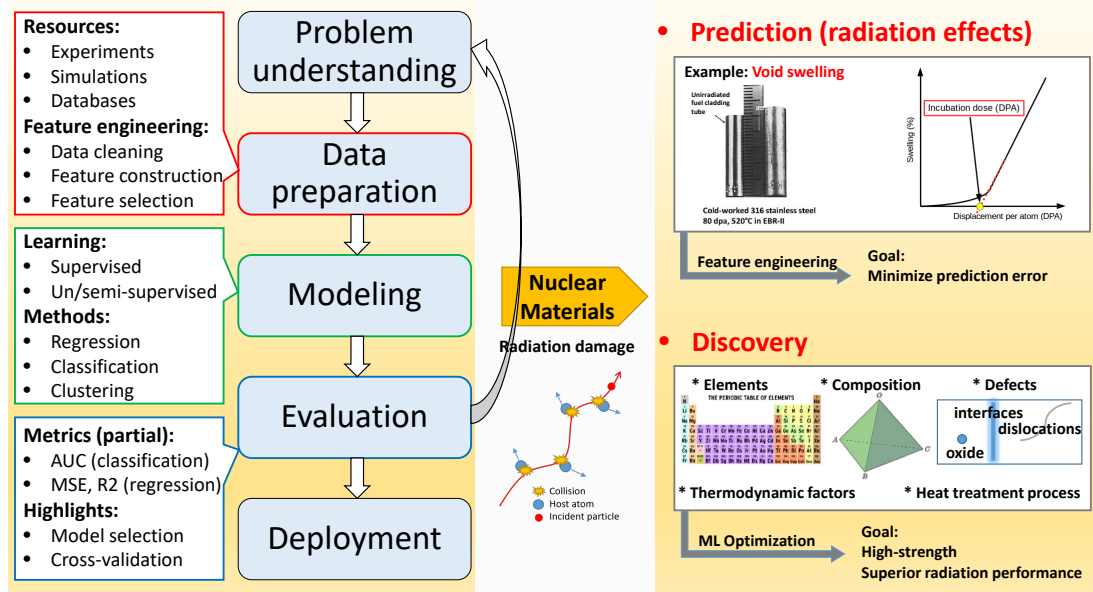 Resources:
• Experiments
• Simulations
• Databases
Feature engineering:
• Data cleaning
• Feature construction
• Feature selection
Learning:
• Supervised
• Un/semi-supervised
Methods:
• Regression
• Classification
• Clustering
Metrics (partial):
• AUC (classification)
• MSE, R2 (regression)
Highlights:
• Model selection
• Cross-validation
Problem
understanding
Data
preparation
Modeling
Evaluation
Deployment
Nuclear
Materials
Radiation damage
Collision
Host atom
Incident particle
• Prediction (radiation effects)
Example: Void swelling
Unirradiated
fuel cladding
tube
Cold-worked 316 stainless steel
80 dpa, 520°C in EBR-II
Incubation dose (DPA)
Swelling (%)
Displacement per atom (DPA)
Feature engineering
Goal:
Minimize prediction error
• Discovery
* Elements
THE PERIODIC TABLE OF ELEMENTS
* Composition
O
A
C
B
* Defects
interfaces
dislocations
oxide
* Thermodynamic factors
* Heat treatment process
ML Optimization
Goal:
High-strength
Superior radiation performance